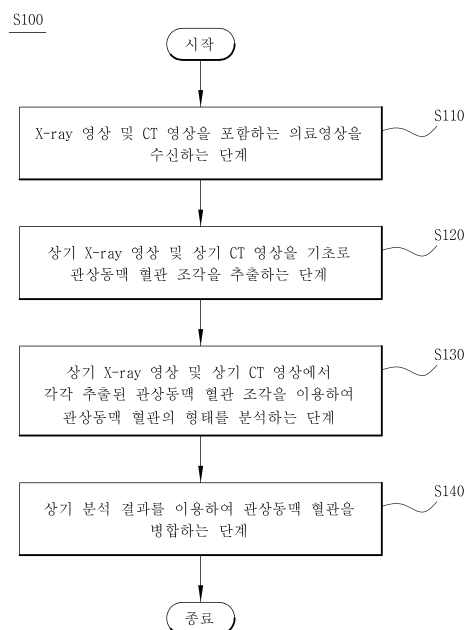 S100
시작
X-ray 영상 및 CT 영상을 포함하는 의료영상을
수신하는 단계
S110
상기 X-ray 영상 및 상기 CT 영상을 기초로
관상동맥 혈관 조각을 추출하는 단계
S120
상기 X-ray 영상 및 상기 CT 영상에서
각각 추출된 관상동맥 혈관 조각을 이용하여
관상동맥 혈관의 형태를 분석하는 단계
S130
상기 분석 결과를 이용하여 관상동맥 혈관을
병합하는 단계
S140
종료